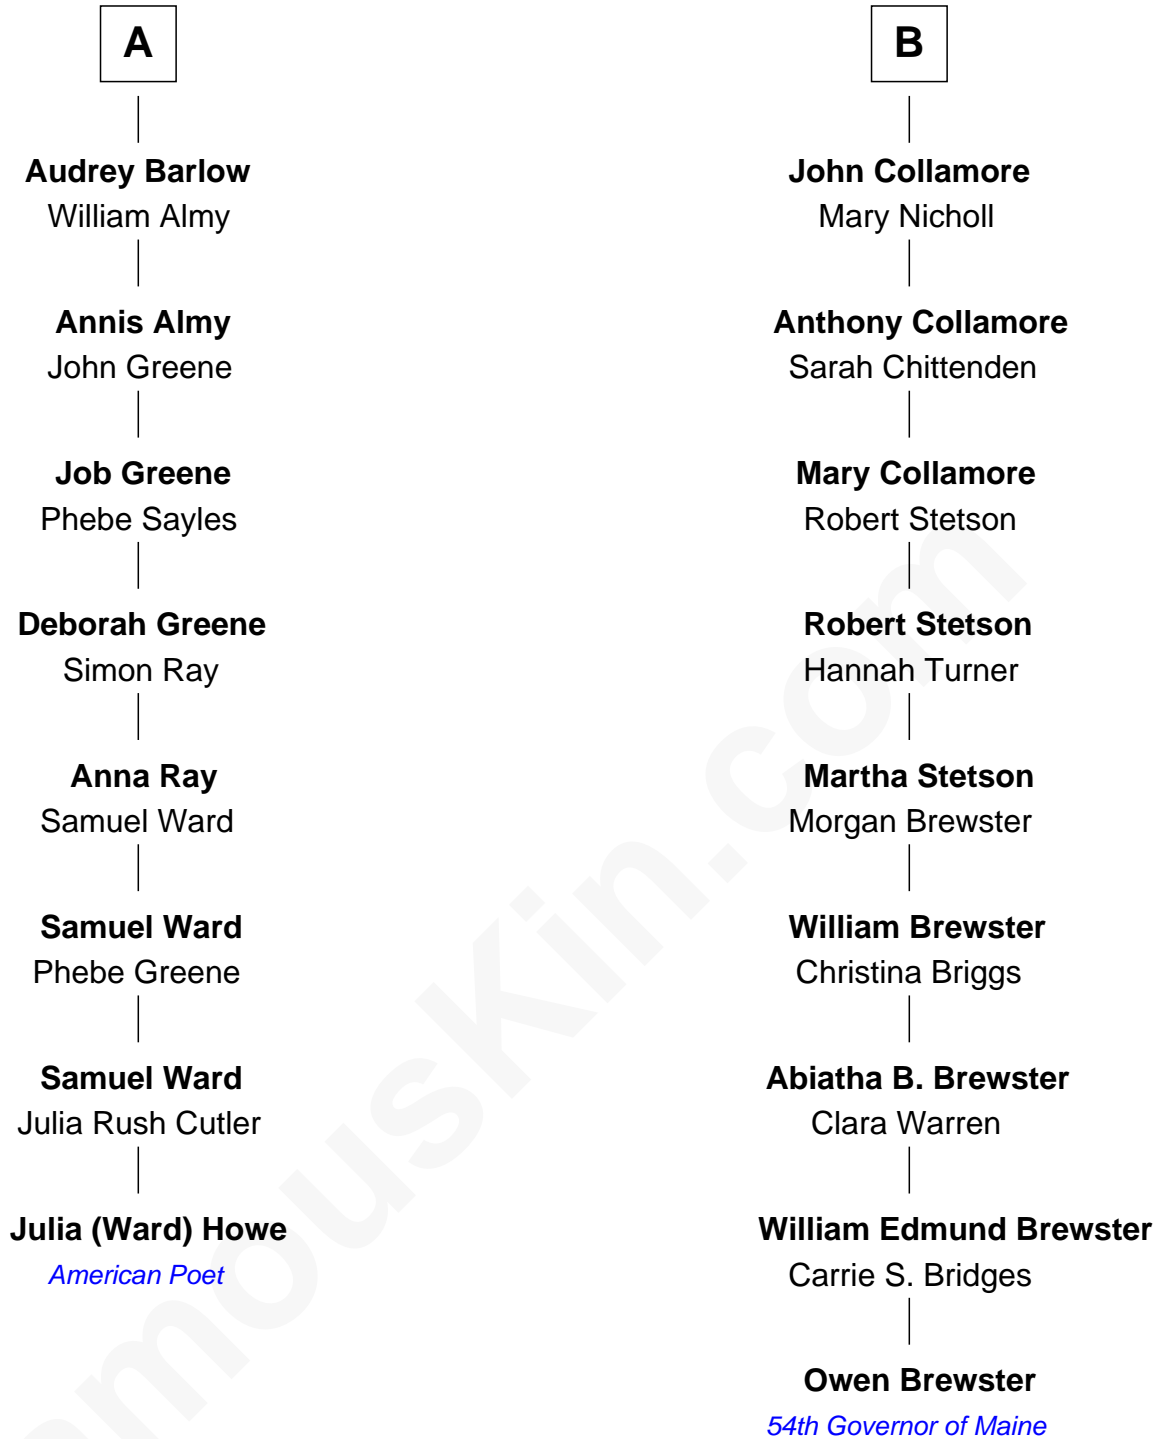 A
Audrey Barlow
William Almy
Annis Almy
John Greene
Job Greene
Phebe Sayles
Deborah Greene
Simon Ray
Anna Ray
Samuel Ward
Samuel Ward
Phebe Greene
Samuel Ward
Julia Rush Cutler
Julia (Ward) Howe
American Poet
B
John Collamore
Mary Nicholl
Anthony Collamore
Sarah Chittenden
Mary Collamore
Robert Stetson
Robert Stetson
Hannah Turner
Martha Stetson
Morgan Brewster
William Brewster
Christina Briggs
Abiatha B. Brewster
Clara Warren
William Edmund Brewster
Carrie S. Bridges
Owen Brewster
54th Governor of Maine
amouskin.com